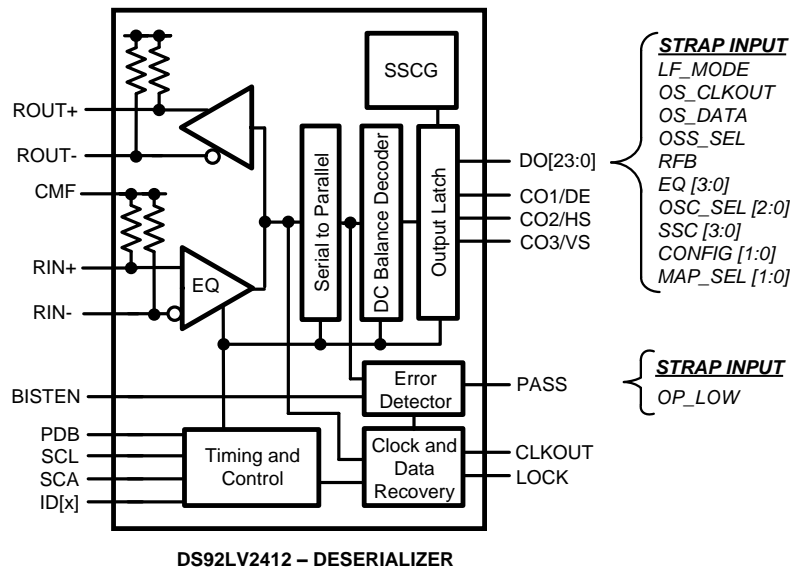 SSCG
ROUT+
ROUT-
CMF
RIN+
RIN-
EQ
Serial to Parallel
DC Balance Decoder
Output Latch
DO[23:0]
CO1/DE
CO2/HS
CO3/VS
STRAP INPUT
LF_MODE
OS_CLKOUT
OS_DATA
OSS_SEL
RFB
EQ [3:0]
OSC_SEL [2:0]
SSC [3:0]
CONFIG [1:0]
MAP_SEL [1:0]
BISTEN
PDB
SCL
SCA
ID[x]
Timing and
Control
Error
Detector
Clock and
Data
Recovery
PASS
CLKOUT
LOCK
STRAP INPUT
OP_LOW
DS92LV2412 – DESERIALIZER